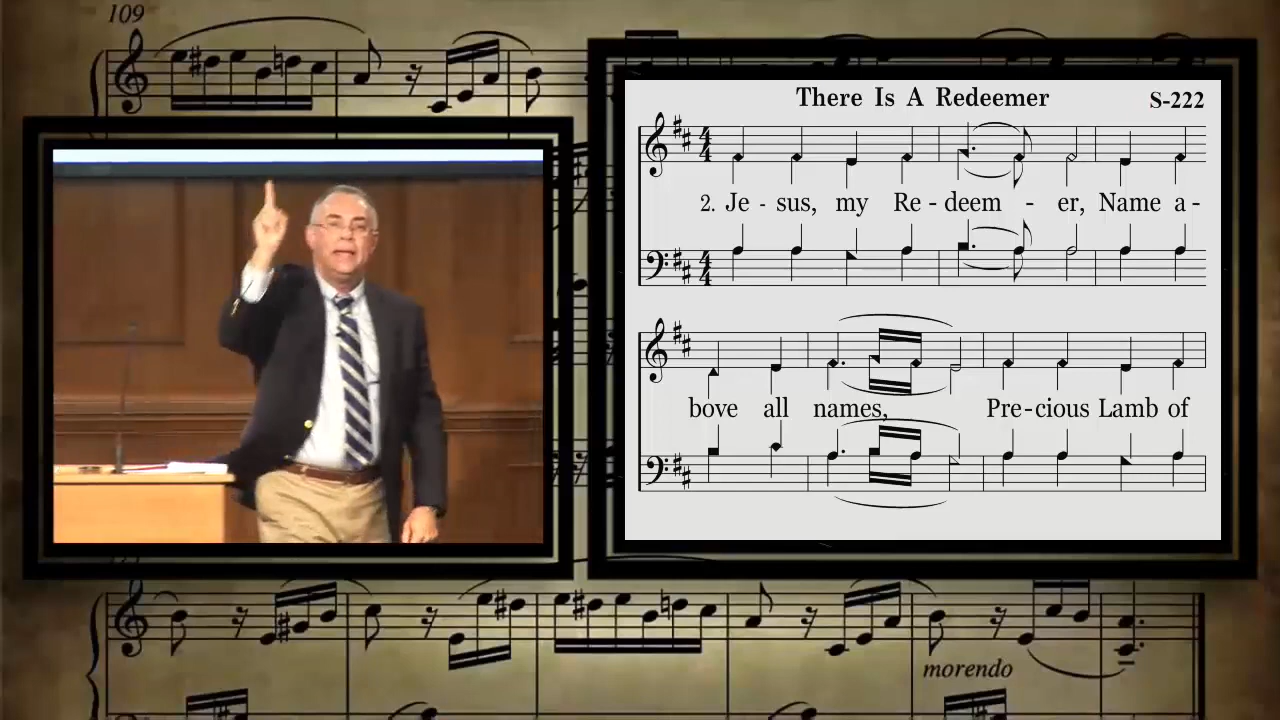 109
There Is A Redeemer
S-222
2. Je - sus, my Re - deem - er, Name a -
bove all names, Pre - cious Lamb of
morendo